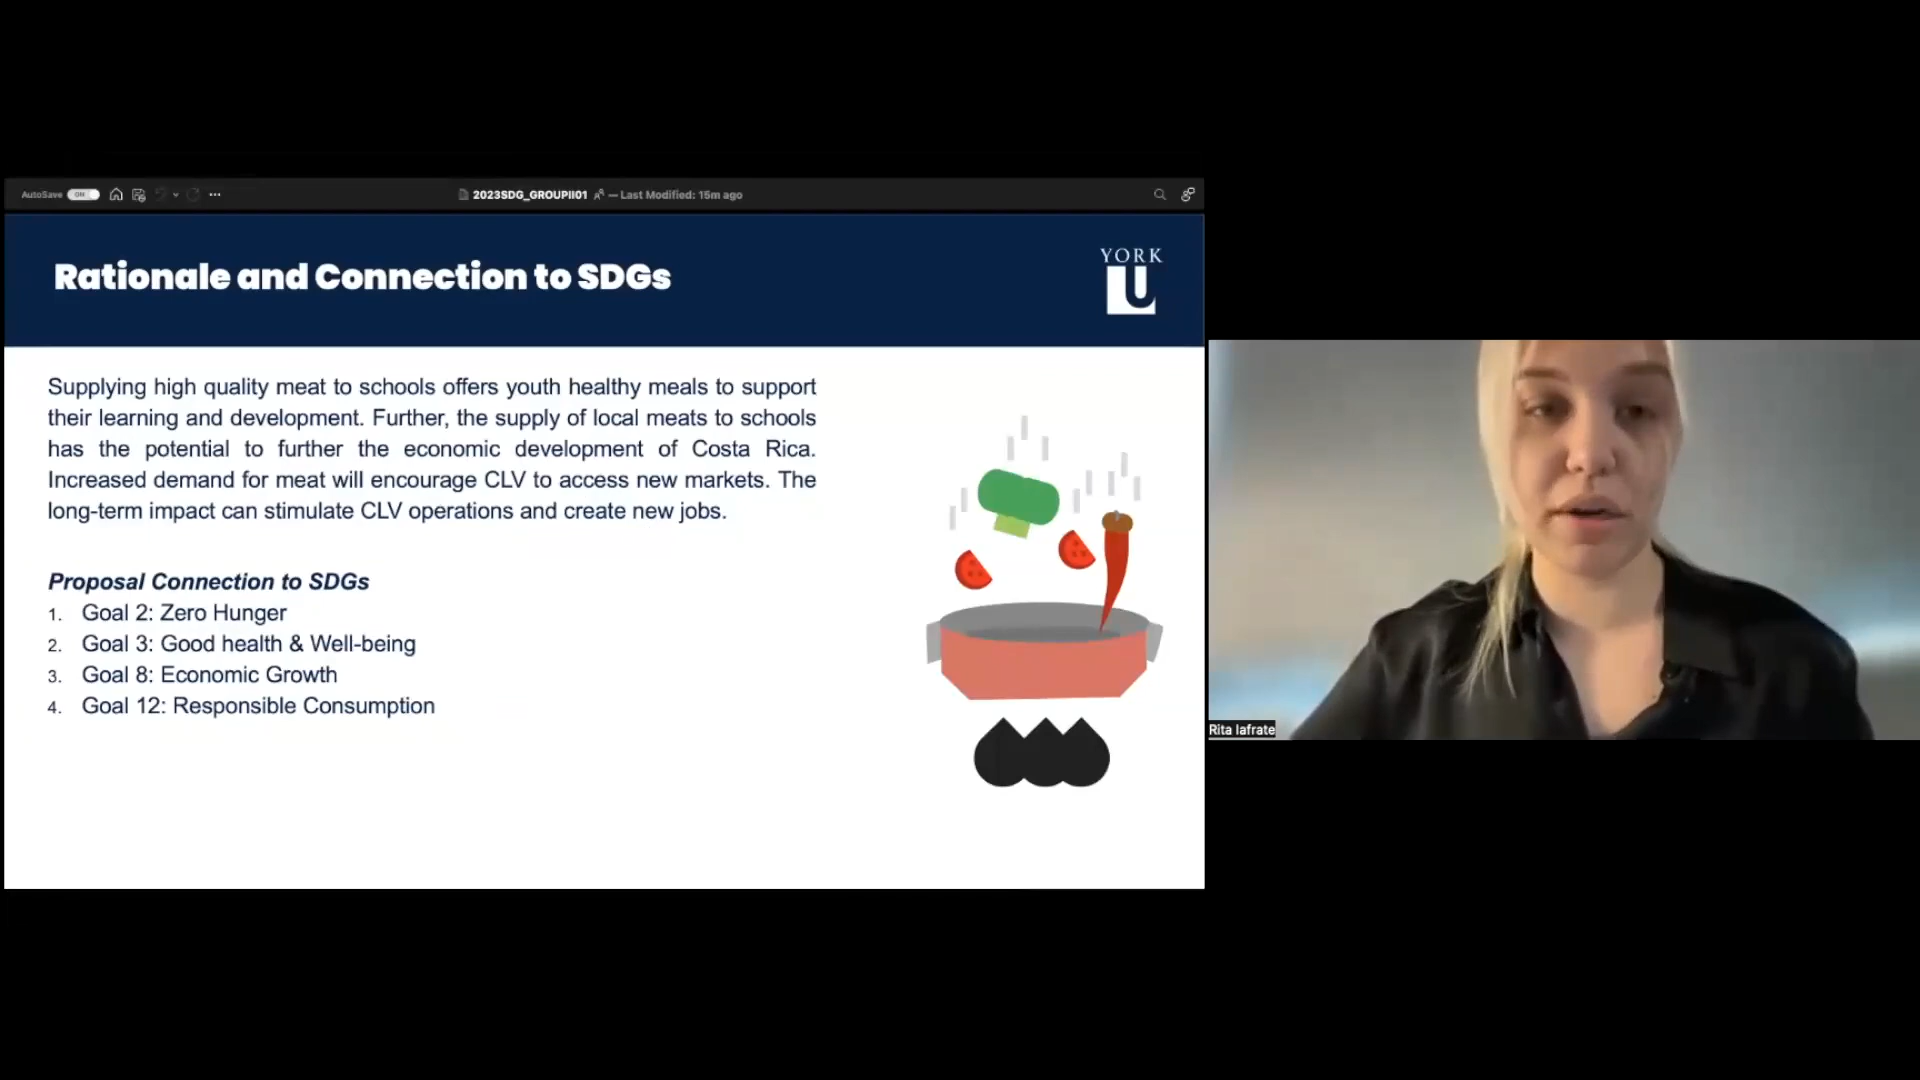 AutoSave ON ... 2023SDG_GROUPII01 — Last Modified: 15m ago
Rationale and Connection to SDGs
YORK
U
Supplying high quality meat to schools offers youth healthy meals to support
their learning and development. Further, the supply of local meats to schools
has the potential to further the economic development of Costa Rica.
Increased demand for meat will encourage CLV to access new markets. The
long-term impact can stimulate CLV operations and create new jobs.
Proposal Connection to SDGs
1. Goal 2: Zero Hunger
2. Goal 3: Good health & Well-being
3. Goal 8: Economic Growth
4. Goal 12: Responsible Consumption
Rita Iafrate